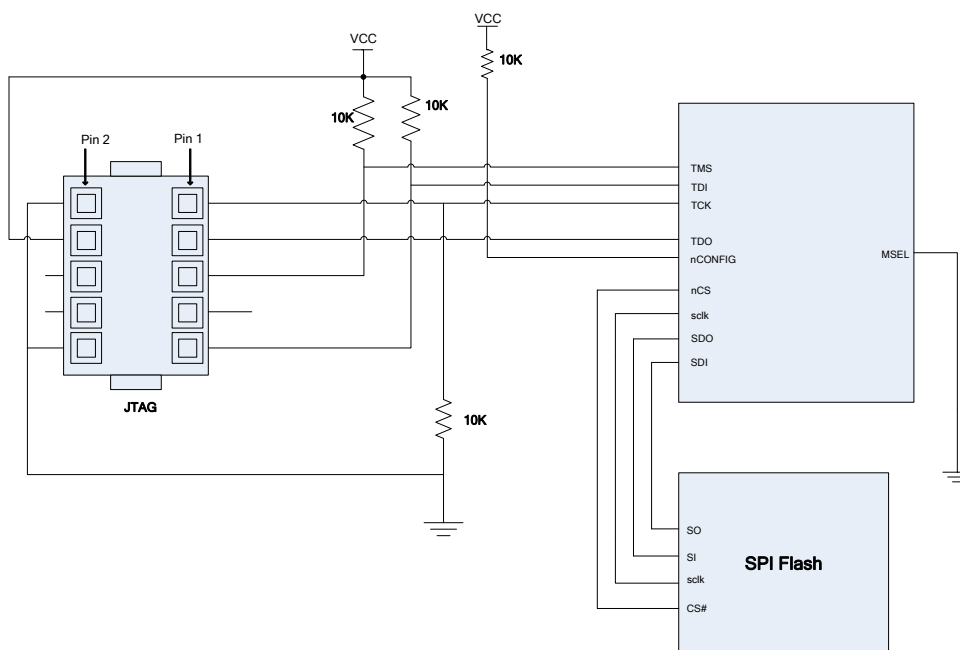 VCC
VCC
10K
10K
10K
Pin 2
Pin 1
TMS
TDI
TCK
TDO
nCONFIG
MSEL
nCS
sclk
SDO
SDI
JTAG
10K
SO
SI
SPI Flash
sclk
CS#